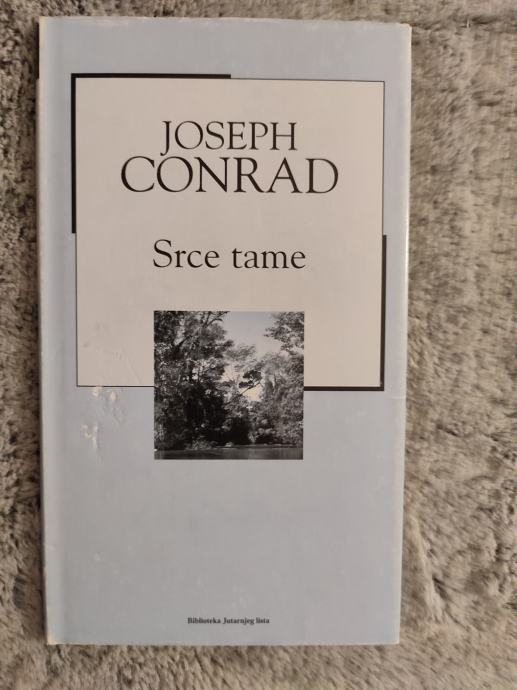 JOSEPH
CONRAD
Srce tame
Biblioteka Jutarnjeg lista